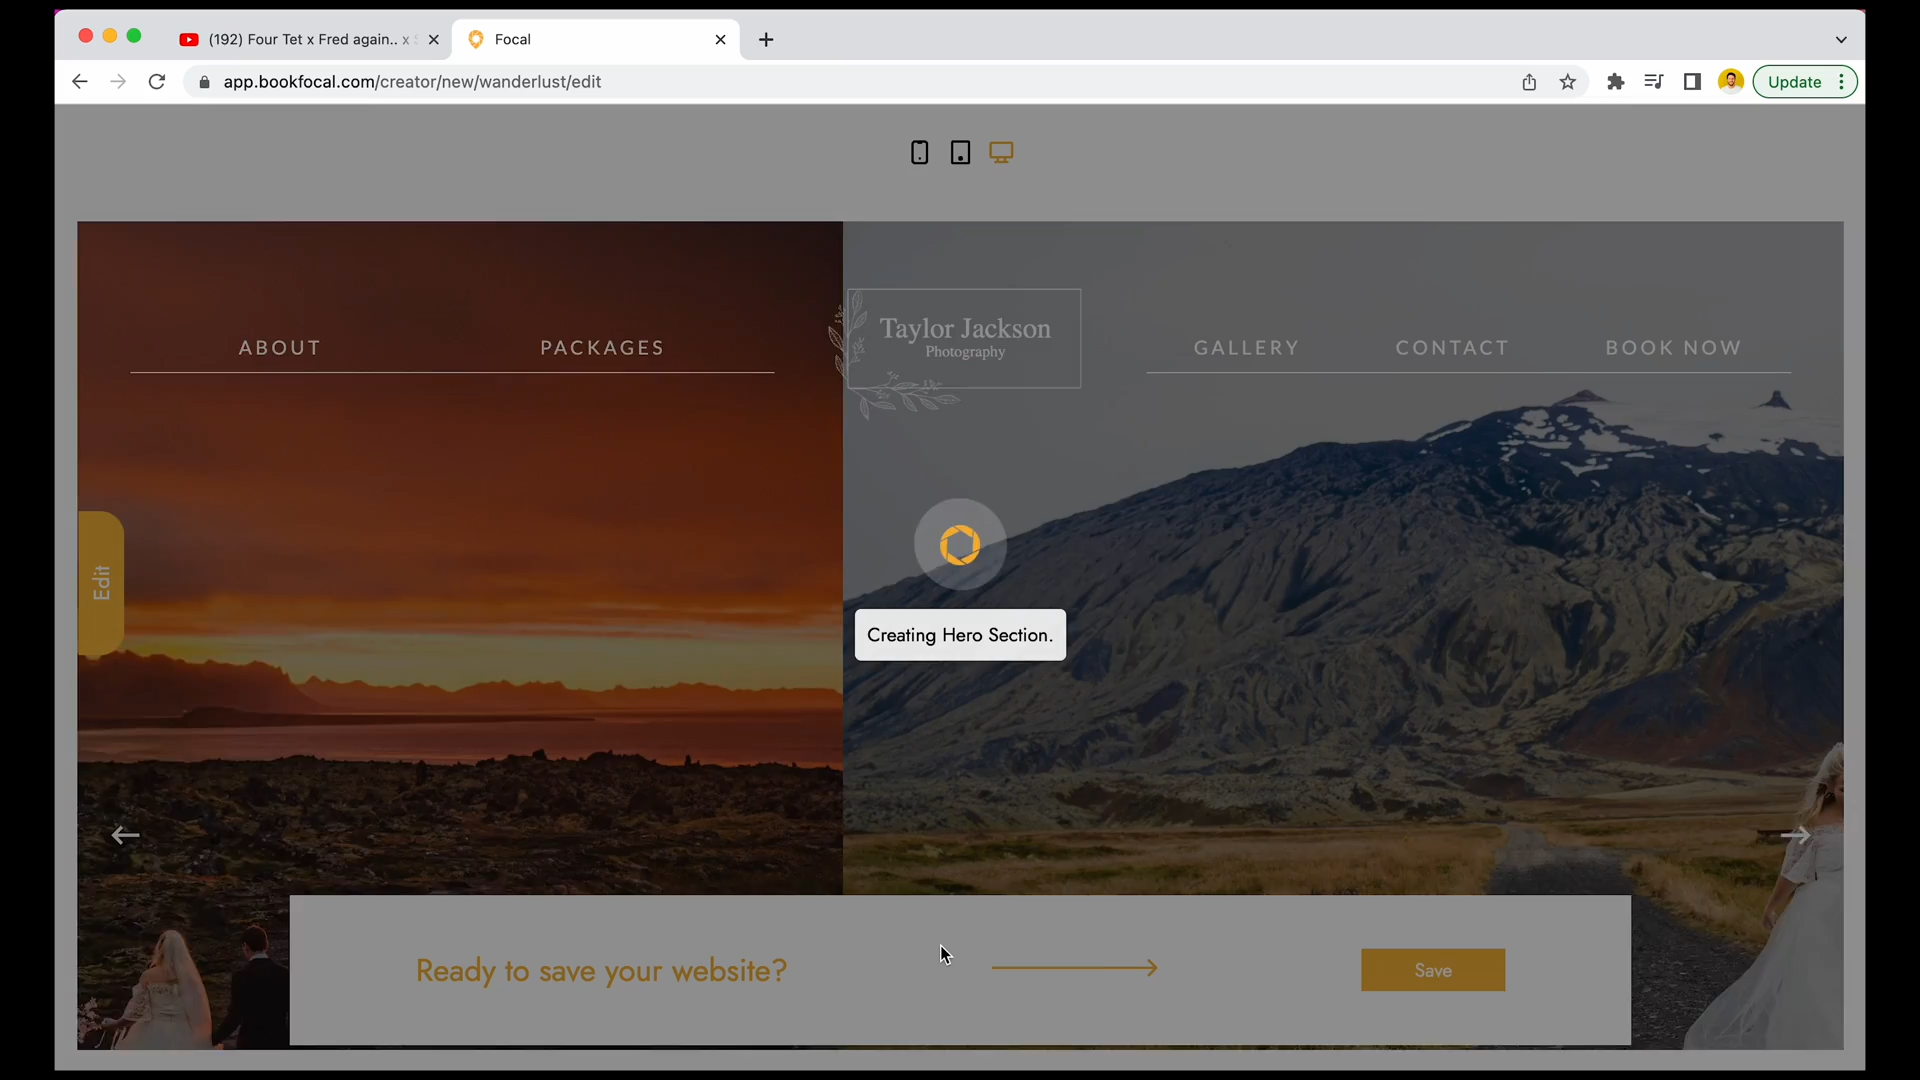 (192) Four Tet x Fred again.. x
Focal
app.bookfocal.com/creator/new/wanderlust/edit
Update
ABOUT
PACKAGES
Taylor Jackson
Photography
GALLERY
CONTACT
BOOK NOW
Edit
Creating Hero Section.
Ready to save your website?
Save